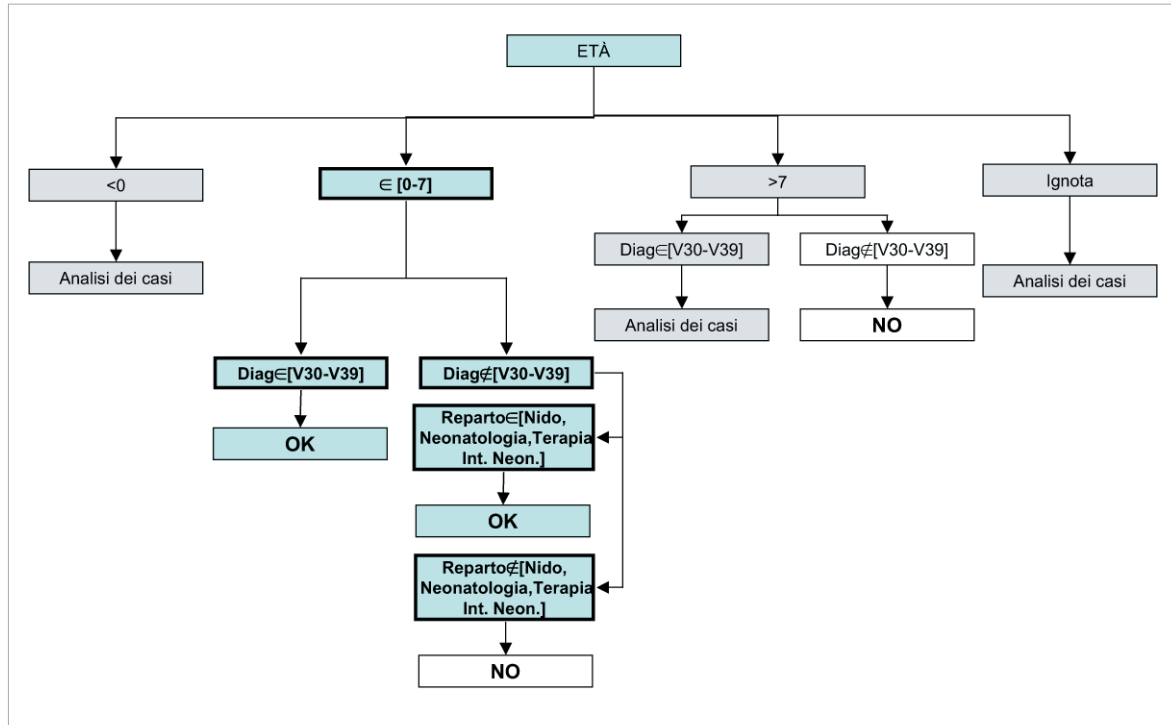 ETÀ
<0
∈ [0-7]
>7
Ignota
Diag∈[V30-V39]
Diag∉[V30-V39]
Analisi dei casi
Analisi dei casi
Analisi dei casi
NO
Diag∈[V30-V39]
Diag∉[V30-V39]
OK
Reparto∈[Nido,
Neonatologia,Terapia
Int. Neon.]
OK
Reparto∉[Nido,
Neonatologia,Terapia
Int. Neon.]
NO